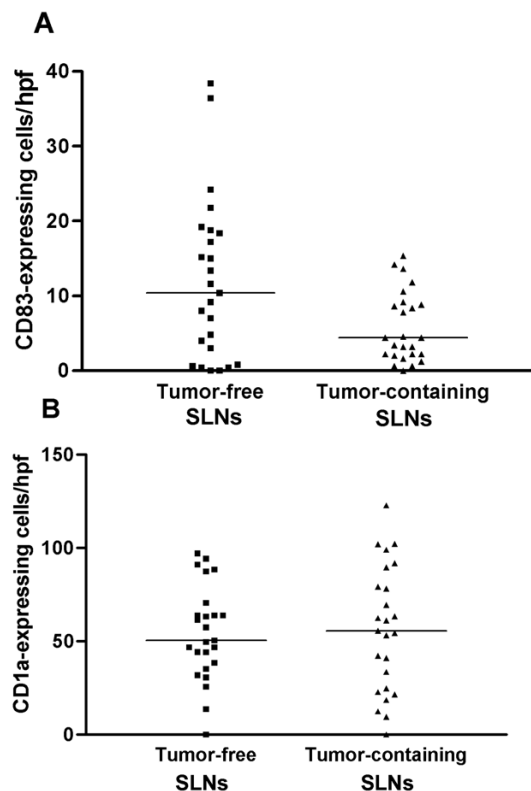 A
CD83-expressing cells/hpf
40
30
20
10
0
Tumor-free Tumor-containing
SLNs SLNs
B
CD1a-expressing cells/hpf
150
100
50
0
Tumor-free Tumor-containing
SLNs SLNs